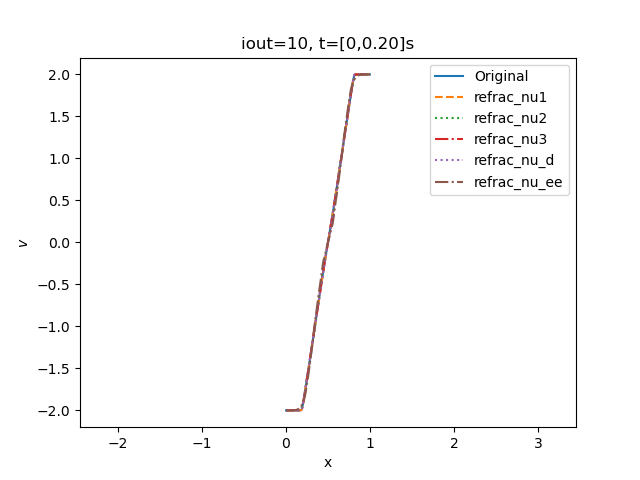 iout=10, t=[0,0.20]s
Original
refrac_nu1
refrac_nu2
refrac_nu3
refrac_nu_d
refrac_nu_ee
2.0
1.5
1.0
0.5
0.0
−0.5
−1.0
−1.5
−2.0
v
−2
−1
0
1
2
3
x